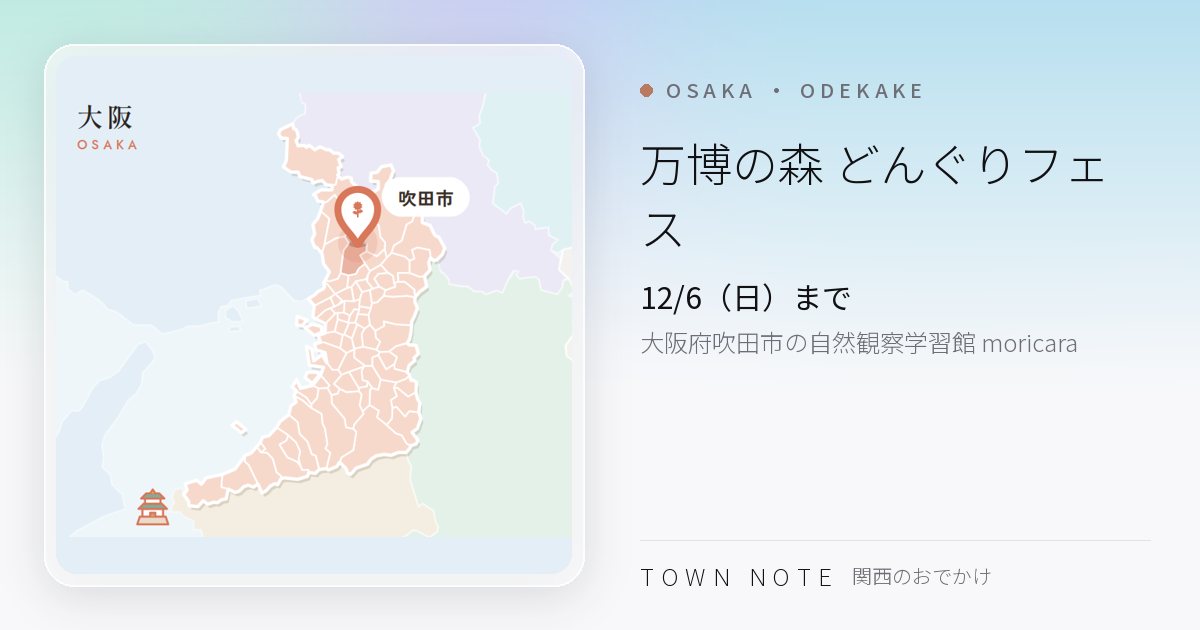 大阪
OSAKA
吹田市
OSAKA • ODEKAKE
万博の森 どんぐりフェ
ス
12/6（日）まで
大阪府吹田市の自然観察学習館 moricara
TOWN NOTE 関西のおでかけ